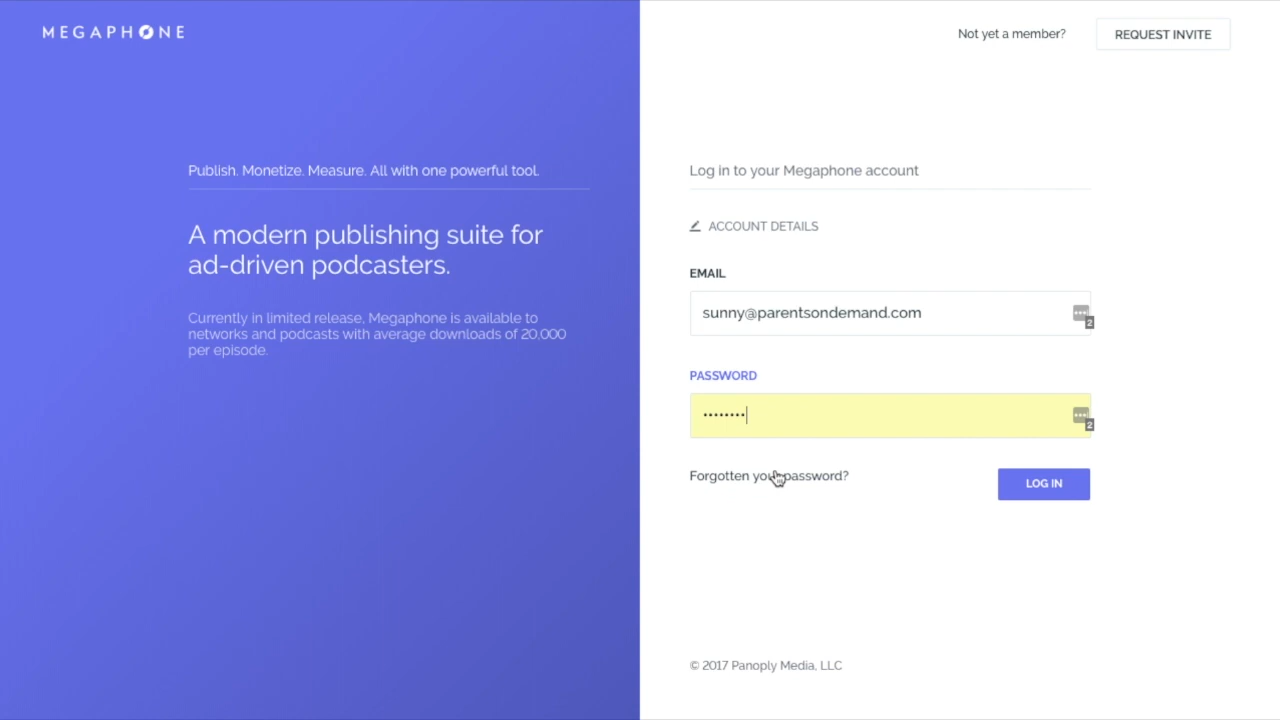 MEGAPHONE
Not yet a member?
REQUEST INVITE
Publish. Monetize. Measure. All with one powerful tool.
A modern publishing suite for
ad-driven podcasters.
Currently in limited release, Megaphone is available to
networks and podcasts with average downloads of 20,000
per episode.
Log in to your Megaphone account
ACCOUNT DETAILS
EMAIL
sunny@parentsondemand.com
2
PASSWORD
••••••••
2
Forgotten your password?
LOG IN
© 2017 Panoply Media, LLC